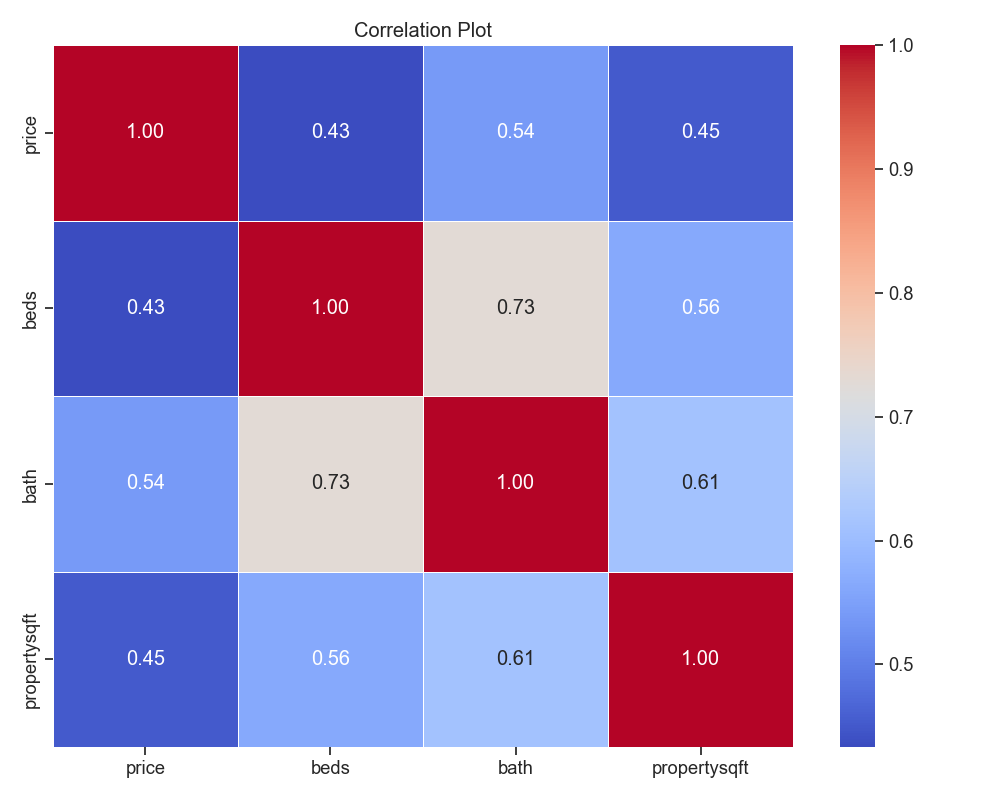 Correlation Plot
price 1.00 0.43 0.54 0.45
beds 0.43 1.00 0.73 0.56
bath 0.54 0.73 1.00 0.61
propertysqft 0.45 0.56 0.61 1.00
price beds bath propertysqft
1.0
0.9
0.8
0.7
0.6
0.5